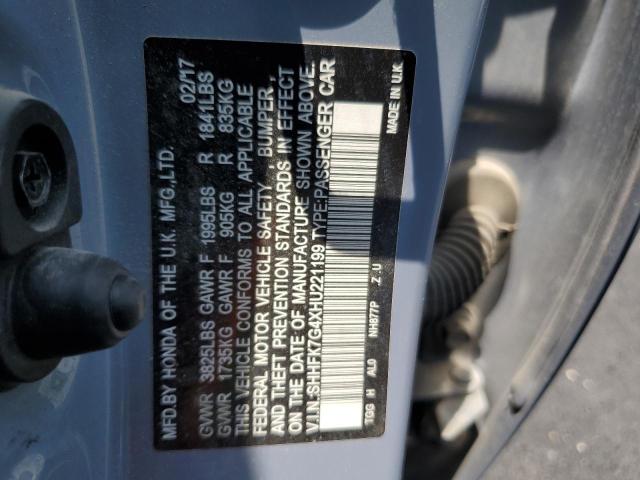 MFD.BY HONDA OF THE U.K. MFG.,LTD. 02/17
GVWR 3825LBS GAWR F 1995LBS R 1841LBS
GVWR 1735KG GAWR F 905KG R 835KG
THIS VEHICLE CONFORMS TO ALL APPLICABLE
FEDERAL MOTOR VEHICLE SAFETY, BUMPER,
AND THEFT PREVENTION STANDARDS IN EFFECT
ON THE DATE OF MANUFACTURE SHOWN ABOVE.
V.I.N.:SHHFK7G4XHU221199 TYPE:PASSENGER CAR
TGG H AL0 NH877P Z U MADE IN U.K